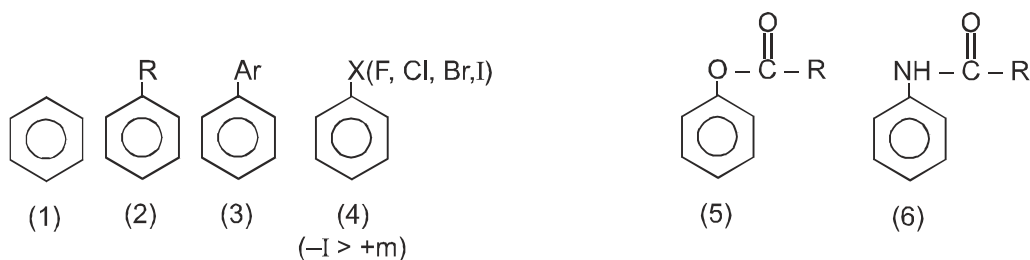 O O
R Ar X(F, Cl, Br,I) O – C – R NH – C – R
(1) (2) (3) (4) (5) (6)
(–I > +m)